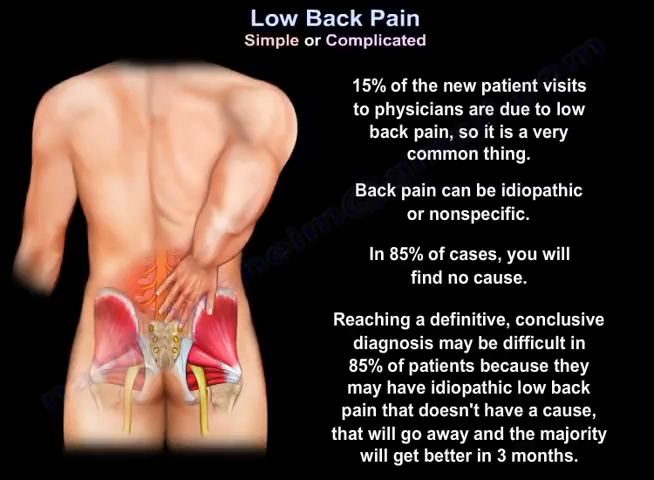 Low Back Pain
Simple or Complicated
15% of the new patient visits
to physicians are due to low
back pain, so it is a very
common thing.
Back pain can be idiopathic
or nonspecific.
In 85% of cases, you will
find no cause.
Reaching a definitive, conclusive
diagnosis may be difficult in
85% of patients because they
may have idiopathic low back
pain that doesn't have a cause,
that will go away and the majority
will get better in 3 months.